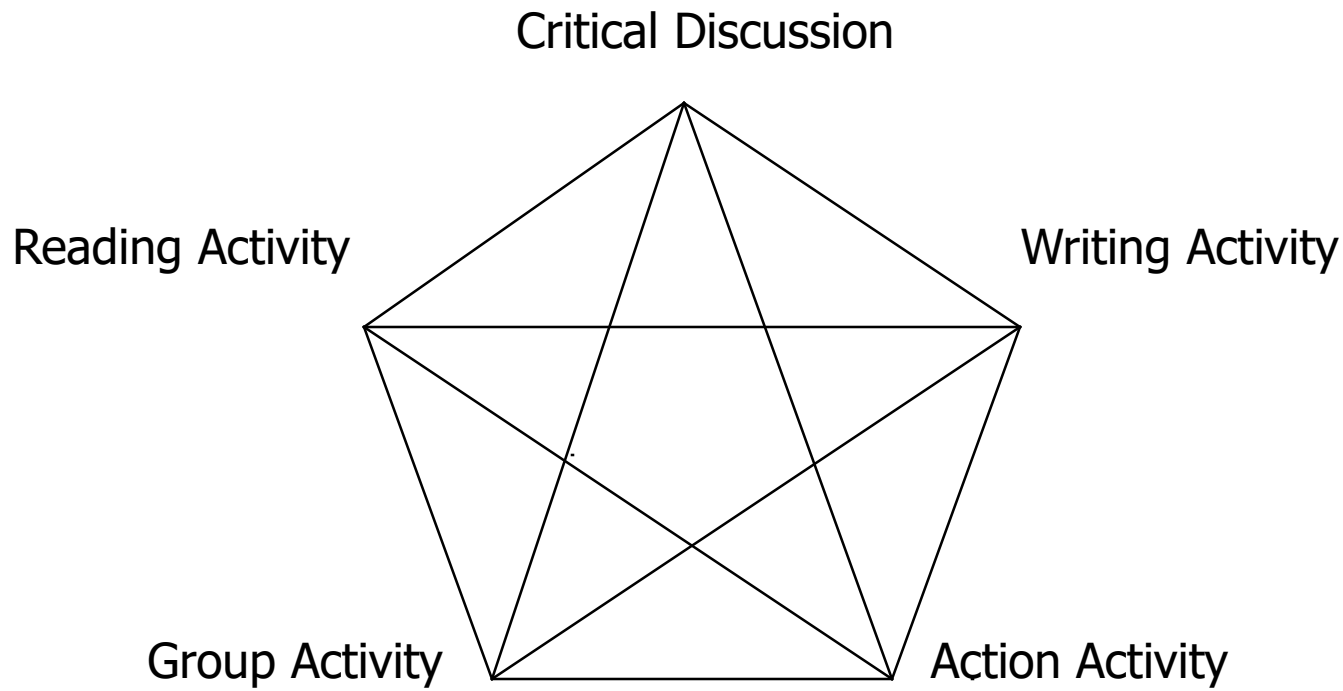 Critical Discussion
Reading Activity
Writing Activity
Group Activity
Action Activity